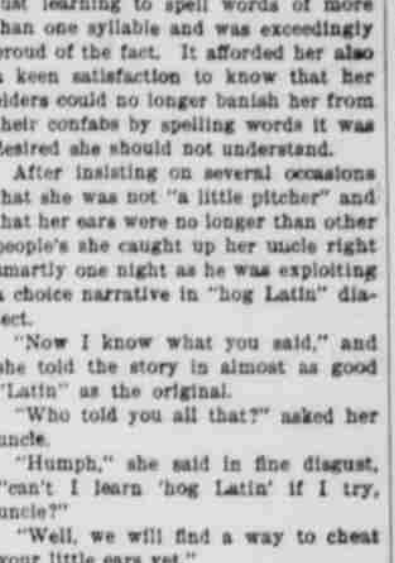 just learning to spell words of more
than one syllable and was exceedingly
proud of the fact. It afforded her also
a keen satisfaction to know that her
elders could no longer banish her from
their confabs by spelling words it was
desired she should not understand.
After insisting on several occasions
that she was not "a little pitcher" and
that her ears were no longer than other
people's she caught up her uncle right
smartly one night as he was exploiting
a choice narrative in "hog Latin" dia-
lect.
"Now I know what you said," and
she told the story in almost as good
"Latin" as the original.
"Who told you all that?" asked her
uncle.
"Humph," she said in fine disgust,
"can't I learn 'hog Latin' if I try,
uncle?"
"Well, we will find a way to cheat
your little ears yet."